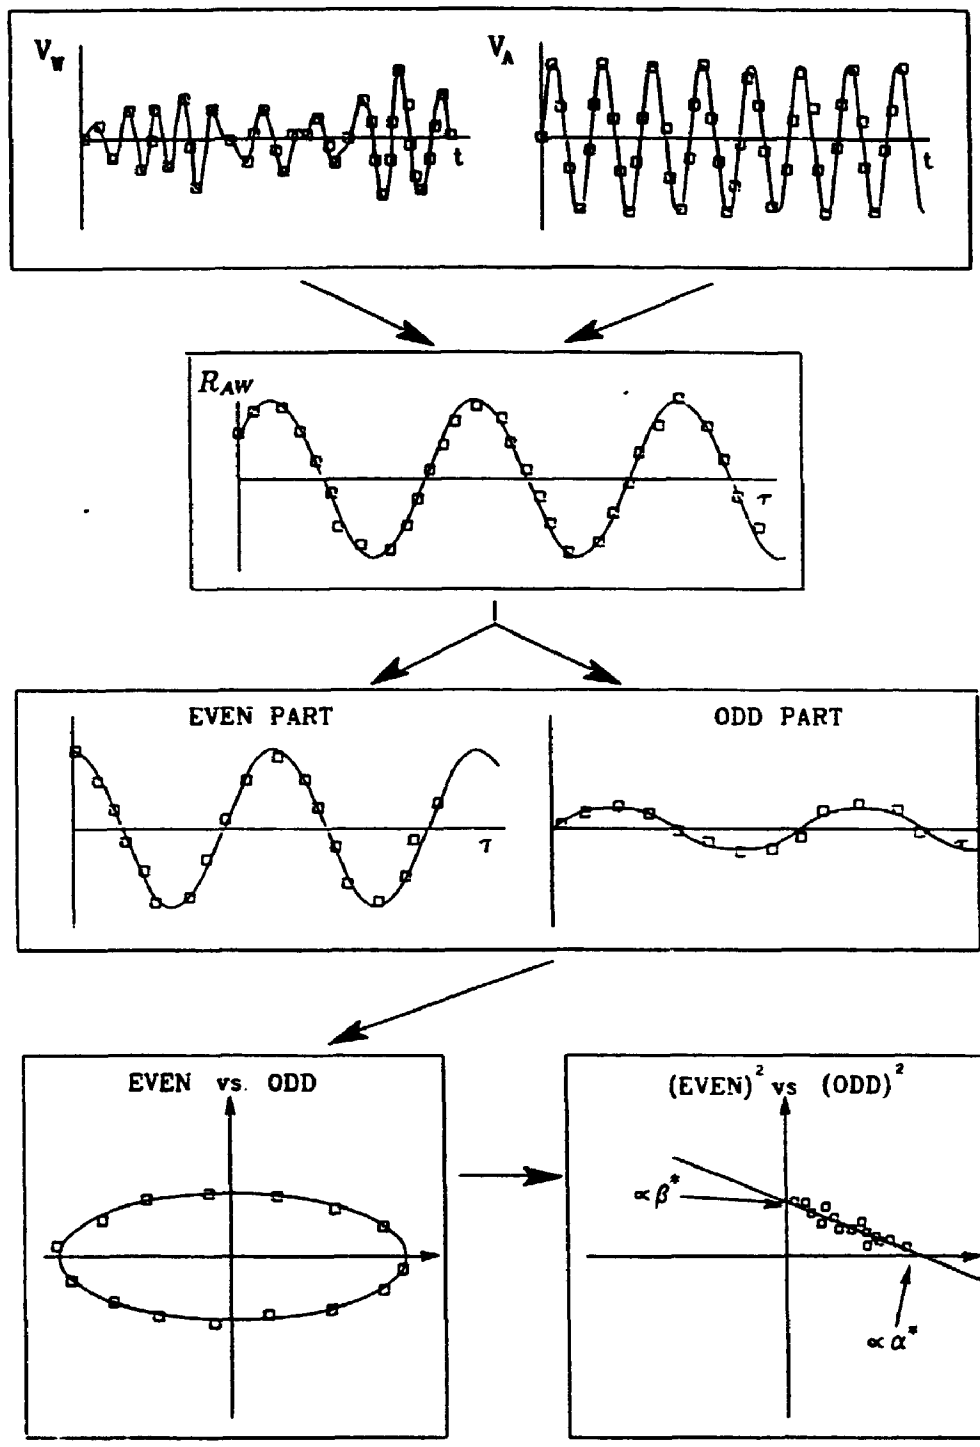 V_W
V_A
t
t
R_AW
τ
EVEN PART
ODD PART
τ
τ
EVEN vs. ODD
(EVEN)² vs (ODD)²
∝ β*
∝ α*